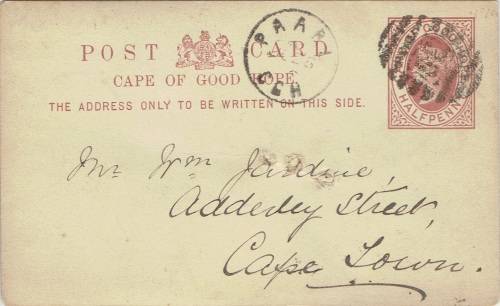 POST CARD
CAPE OF GOOD HOPE.
THE ADDRESS ONLY TO BE WRITTEN ON THIS SIDE.
HALFPENNY
PAAR
Mr Wm Jardine,
Adderley Street,
Cape Town.